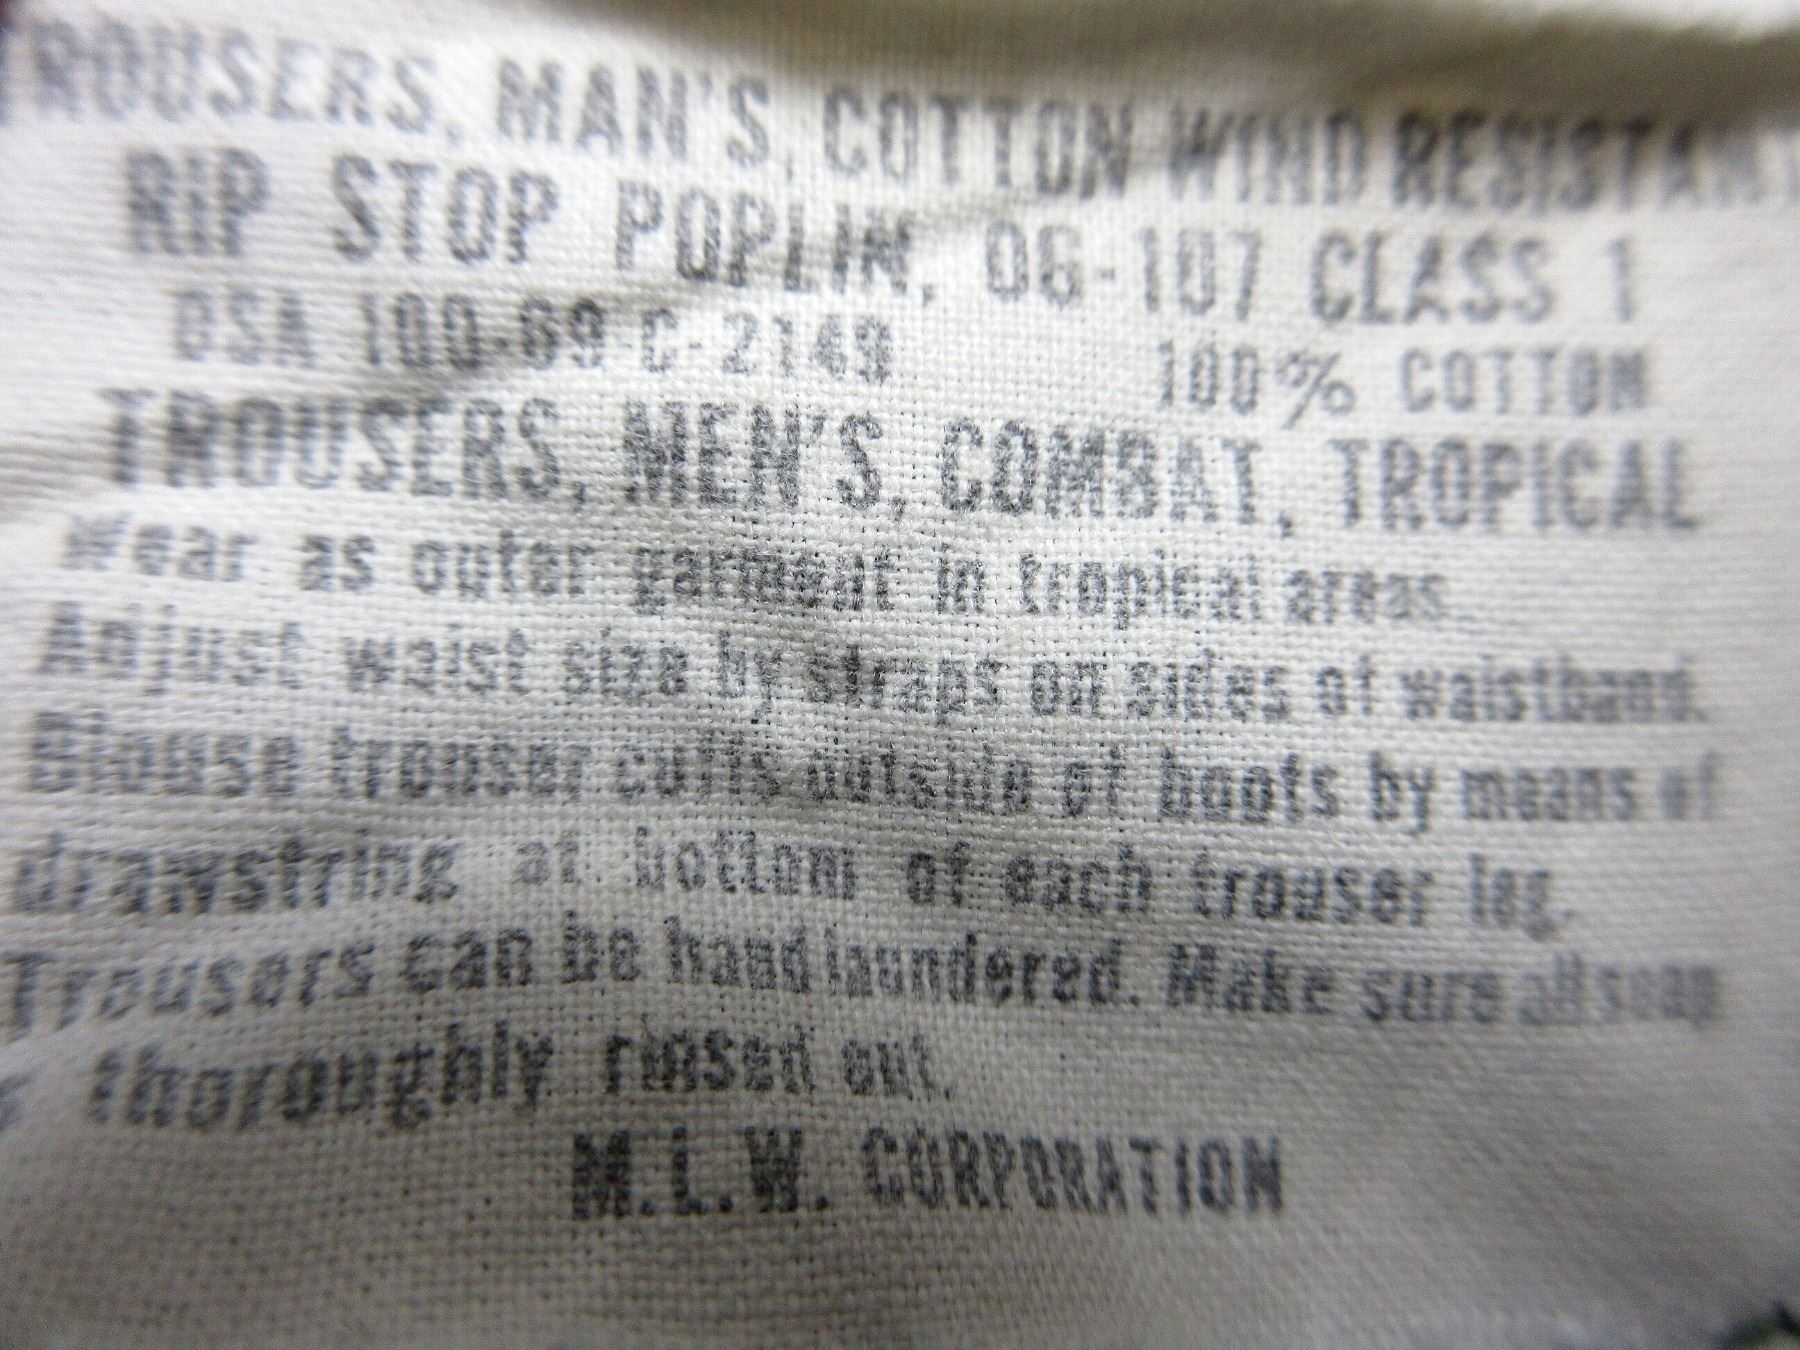 TROUSERS, MAN'S, COTTON WIND RESISTANT
RIP STOP POPLIN, OG-107 CLASS 1
DSA 100-69-C-2149 100% COTTON
TROUSERS, MEN'S, COMBAT, TROPICAL
Wear as outer garment in tropical areas
Adjust waist size by straps on sides of waistband.
Blouse trouser cuffs outside of boots by means of
drawstring at bottom of each trouser leg.
Trousers can be hand laundered. Make sure all soap
is thoroughly rinsed out.
M.L.W. CORPORATION